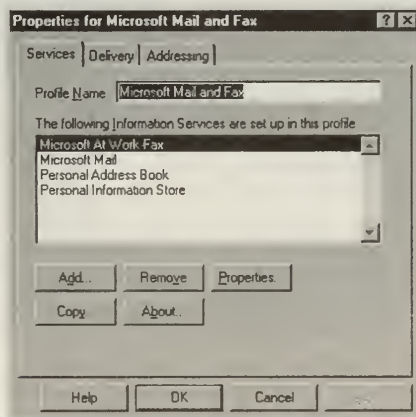 Properties for Microsoft Mail and Fax ? X
Services Delivery Addressing
Profile Name Microsoft Mail and Fax
The following Information Services are set up in this profile
Microsoft At Work Fax
Microsoft Mail
Personal Address Book
Personal Information Store
Add... Remove Properties.
Copy. About..
Help OK Cancel